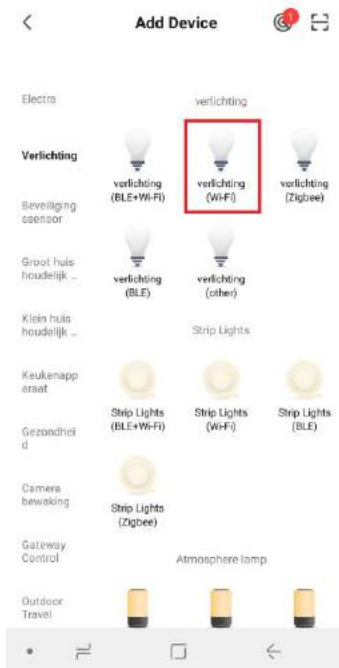 Add Device
1
Electra
Verlichting
Beveiliging
ssensor
Groot huis
houdelijk ...
Klein huis
houdelijk ...
Keukenapp
araat
Gezondhei
d
Camera
bewaking
Gateway
Control
Outdoor
Travel
verlichting
verlichting
(BLE+Wi-Fi)
verlichting
(Wi-Fi)
verlichting
(Zigbee)
verlichting
(BLE)
verlichting
(other)
Strip Lights
Strip Lights
(BLE+Wi-Fi)
Strip Lights
(Wi-Fi)
Strip Lights
(BLE)
Strip Lights
(Zigbee)
Atmosphere lamp